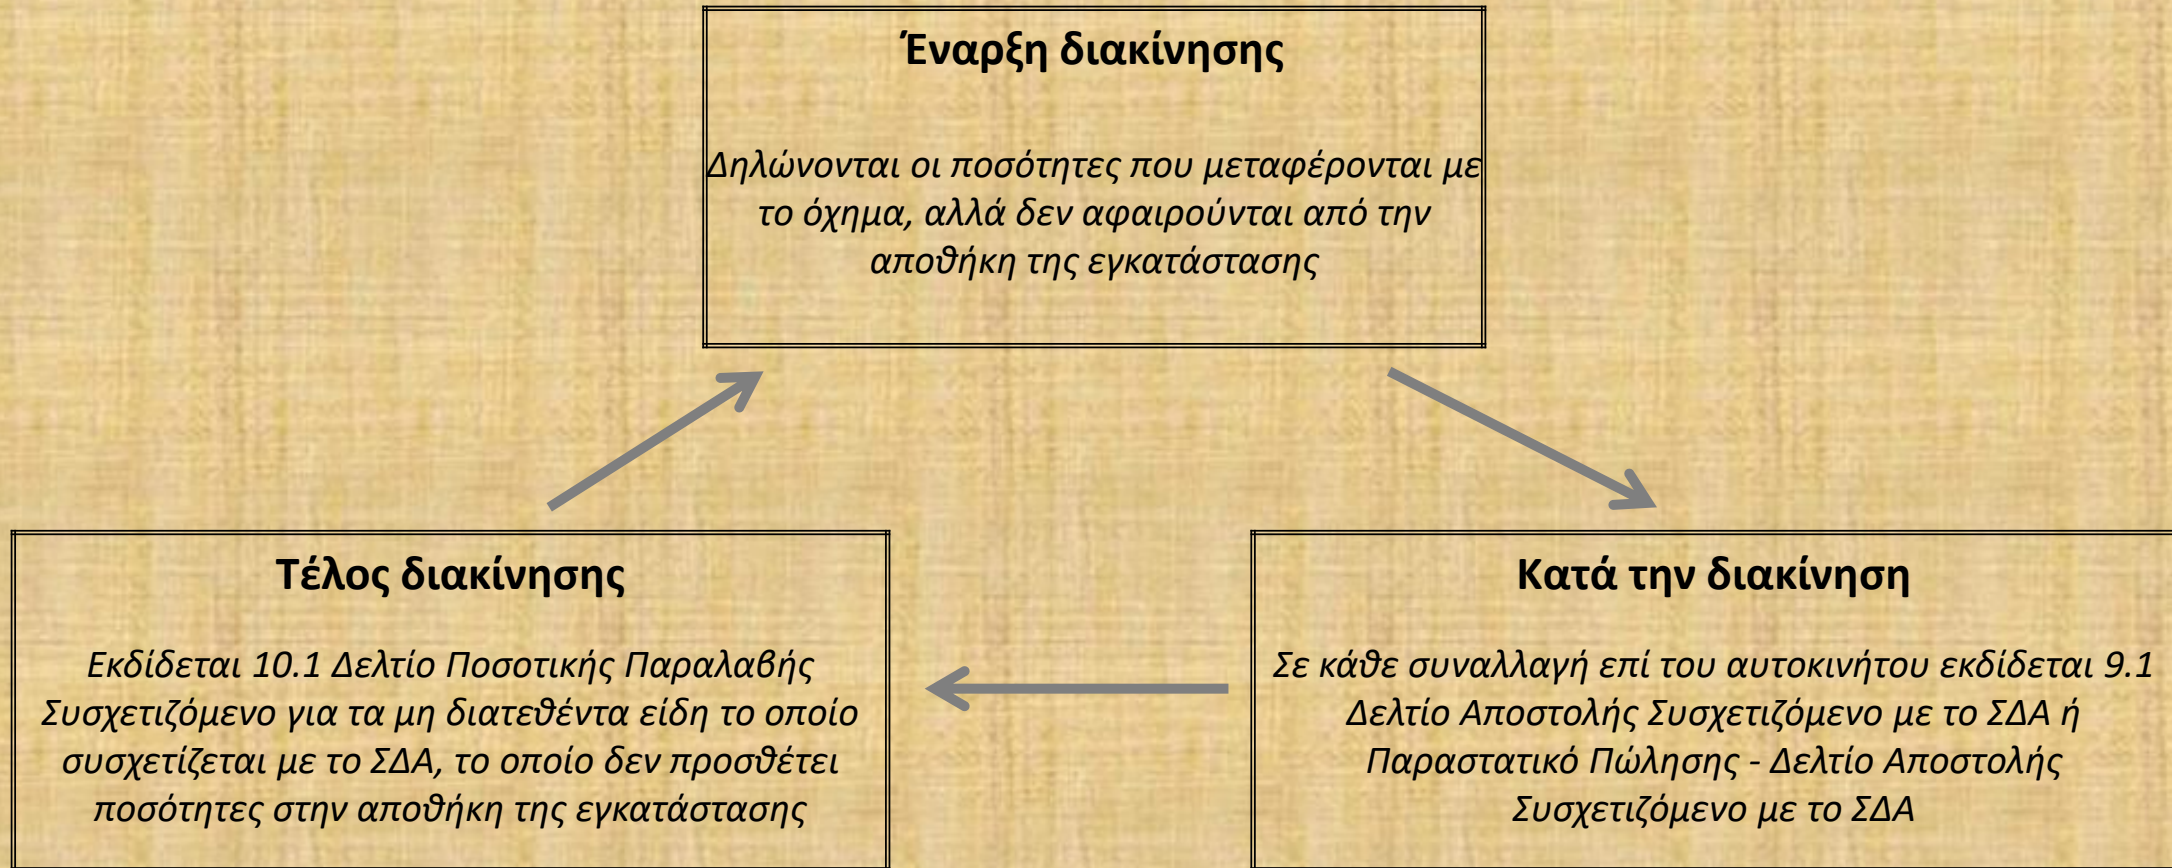 Έναρξη διακίνησης
Δηλώνονται οι ποσότητες που μεταφέρονται με
το όχημα, αλλά δεν αφαιρούνται από την
αποθήκη της εγκατάστασης
Κατά την διακίνηση
Σε κάθε συναλλαγή επί του αυτοκινήτου εκδίδεται 9.1
Δελτίο Αποστολής Συσχετιζόμενο με το ΣΔΑ ή
Παραστατικό Πώλησης - Δελτίο Αποστολής
Συσχετιζόμενο με το ΣΔΑ
Τέλος διακίνησης
Εκδίδεται 10.1 Δελτίο Ποσοτικής Παραλαβής
Συσχετιζόμενο για τα μη διατεθέντα είδη το οποίο
συσχετίζεται με το ΣΔΑ, το οποίο δεν προσθέτει
ποσότητες στην αποθήκη της εγκατάστασης